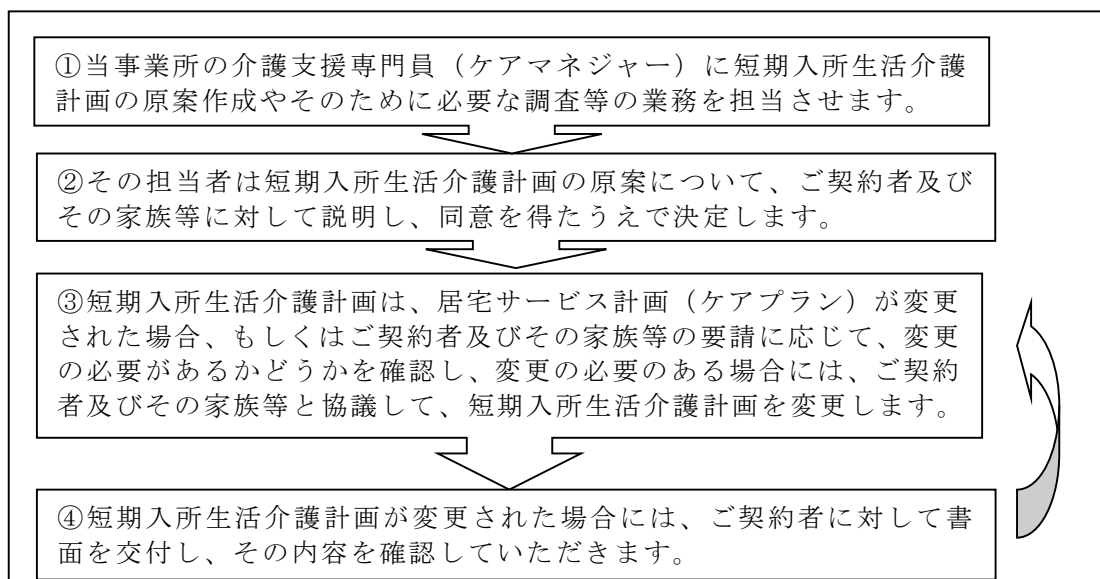 ①当事業所の介護支援専門員（ケアマネジャー）に短期入所生活介護
計画の原案作成やそのために必要な調査等の業務を担当させます。
②その担当者は短期入所生活介護計画の原案について、ご契約者及び
その家族等に対して説明し、同意を得たうえで決定します。
③短期入所生活介護計画は、居宅サービス計画（ケアプラン）が変更
された場合、もしくはご契約者及びその家族等の要請に応じて、変更
の必要があるかどうかを確認し、変更の必要のある場合には、ご契約
者及びその家族等と協議して、短期入所生活介護計画を変更します。
④短期入所生活介護計画が変更された場合には、ご契約者に対して書
面を交付し、その内容を確認していただきます。